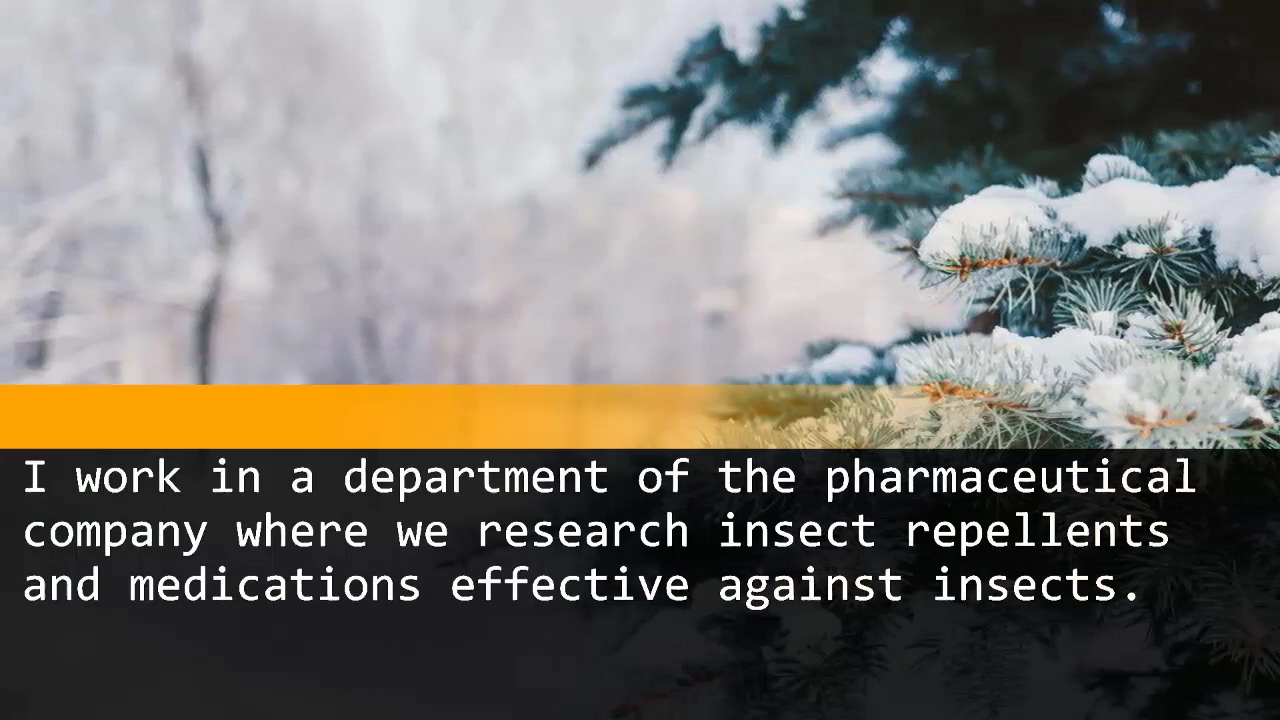 I work in a department of the pharmaceutical
company where we research insect repellents
and medications effective against insects.